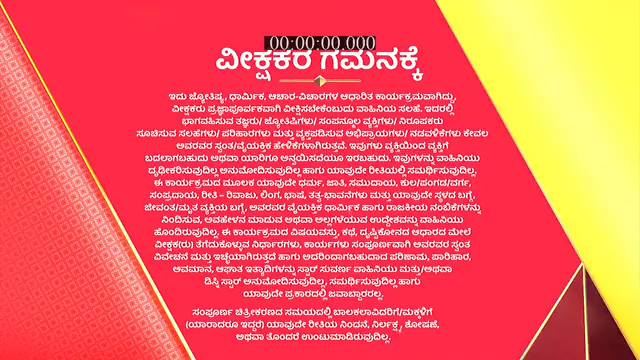 00:00:00.000
ವೀಕ್ಷಕರ ಗಮನಕ್ಕೆ
ಇದು ಜ್ಯೋತಿಷ್ಯ, ಧಾರ್ಮಿಕ, ಆಚಾರ-ವಿಚಾರಗಳ ಆಧಾರಿತ ಕಾರ್ಯಕ್ರಮವಾಗಿದ್ದು,
ವೀಕ್ಷಕರು ಪ್ರಜ್ಞಾಪೂರ್ವಕವಾಗಿ ವೀಕ್ಷಿಸಬೇಕೆಂಬುದು ವಾಹಿನಿಯ ಸಲಹೆ. ಇದರಲ್ಲಿ
ಭಾಗವಹಿಸುವ ತಜ್ಞರು/ ಜ್ಯೋತಿಷಿಗಳು/ ಸಂಪನ್ಮೂಲ ವ್ಯಕ್ತಿಗಳು/ ನಿರೂಪಕರು
ಸೂಚಿಸುವ ಸಲಹೆಗಳು/ ಪರಿಹಾರಗಳು ಮತ್ತು ವ್ಯಕ್ತಪಡಿಸುವ ಅಭಿಪ್ರಾಯಗಳು/ ನಡವಳಿಕೆಗಳು ಕೇವಲ
ಅವರವರ ಸ್ವಂತ/ವೈಯಕ್ತಿಕ ಹೇಳಿಕೆಗಳಾಗಿರುತ್ತದೆ. ಇವುಗಳು ವ್ಯಕ್ತಿಯಿಂದ ವ್ಯಕ್ತಿಗೆ
ಬದಲಾಗಬಹುದು ಅಥವಾ ಯಾರಿಗೂ ಅನ್ವಯಿಸದೆಯೂ ಇರಬಹುದು. ಇವುಗಳನ್ನು ವಾಹಿನಿಯು
ದೃಢೀಕರಿಸುವುದಿಲ್ಲ ಅನುಮೋದಿಸುವುದಿಲ್ಲ ಹಾಗೂ ಯಾವುದೇ ರೀತಿಯಲ್ಲಿ ಸಮರ್ಥಿಸುವುದಿಲ್ಲ.
ಈ ಕಾರ್ಯಕ್ರಮದ ಮೂಲಕ ಯಾವುದೇ ಧರ್ಮ, ಜಾತಿ, ಸಮುದಾಯ, ಕುಲ/ಪಂಗಡ/ವರ್ಗ,
ಸಂಪ್ರದಾಯ, ರೀತಿ – ರಿವಾಜು, ಲಿಂಗ, ಭಾಷೆ, ತತ್ವ-ಭಾವನೆಗಳು ಮತ್ತು ಯಾವುದೇ ಸ್ಥಳದ ಬಗ್ಗೆ,
ಜೀವಂತ/ಮೃತ ವ್ಯಕ್ತಿಯ ಬಗ್ಗೆ, ಅವರವರ ವೈಯಕ್ತಿಕ ಧಾರ್ಮಿಕ ಹಾಗು ರಾಜಕೀಯ ನಂಬಿಕೆಗಳನ್ನು
ನಿಂದಿಸುವ, ಅವಹೇಳನ ಮಾಡುವ ಅಥವಾ ಅಲ್ಲಗಳೆಯುವ ಉದ್ದೇಶವನ್ನು ವಾಹಿನಿಯು
ಹೊಂದಿರುವುದಿಲ್ಲ. ಈ ಕಾರ್ಯಕ್ರಮದ ವಿಷಯವಸ್ತು, ಕಥೆ, ದೃಷ್ಟಿಕೋನದ ಆಧಾರದ ಮೇಲೆ
ವೀಕ್ಷಕ(ರು) ತೆಗೆದುಕೊಳ್ಳುವ ನಿರ್ಧಾರಗಳು, ಕಾರ್ಯಗಳು ಸಂಪೂರ್ಣವಾಗಿ ಅವರವರ ಸ್ವಂತ
ವಿವೇಚನೆ ಮತ್ತು ಇಚ್ಛೆಯಾಗಿರುತ್ತದೆ ಹಾಗು ಅದರಿಂದಾಗಬಹುದಾದ ಪರಿಣಾಮ, ಪಾರಿಹಾರ,
ಅವಮಾನ, ಆಘಾತ ಇತ್ಯಾದಿಗಳನ್ನು ಸ್ಟಾರ್ ಸುವರ್ಣ ವಾಹಿನಿಯು ಮತ್ತು/ಅಥವಾ
ಡಿಸ್ನಿ ಸ್ಟಾರ್ ಅನುಮೋದಿಸುವುದಿಲ್ಲ, ಸಮರ್ಥಿಸುವುದಿಲ್ಲ ಹಾಗು
ಯಾವುದೇ ಪ್ರಕಾರದಲ್ಲಿ ಜವಾಬ್ದಾರರಲ್ಲ.
ಸಂಪೂರ್ಣ ಚಿತ್ರೀಕರಣದ ಸಮಯದಲ್ಲಿ ಬಾಲಕಲಾವಿದರಿಗೆ/ಮಕ್ಕಳಿಗೆ
(ಯಾರಾದರೂ ಇದ್ದರೆ) ಯಾವುದೇ ರೀತಿಯ ನಿಂದನೆ, ನಿರ್ಲಕ್ಷ್ಯ, ಶೋಷಣೆ,
ಅಥವಾ ತೊಂದರೆ ಉಂಟುಮಾಡಿರುವುದಿಲ್ಲ.